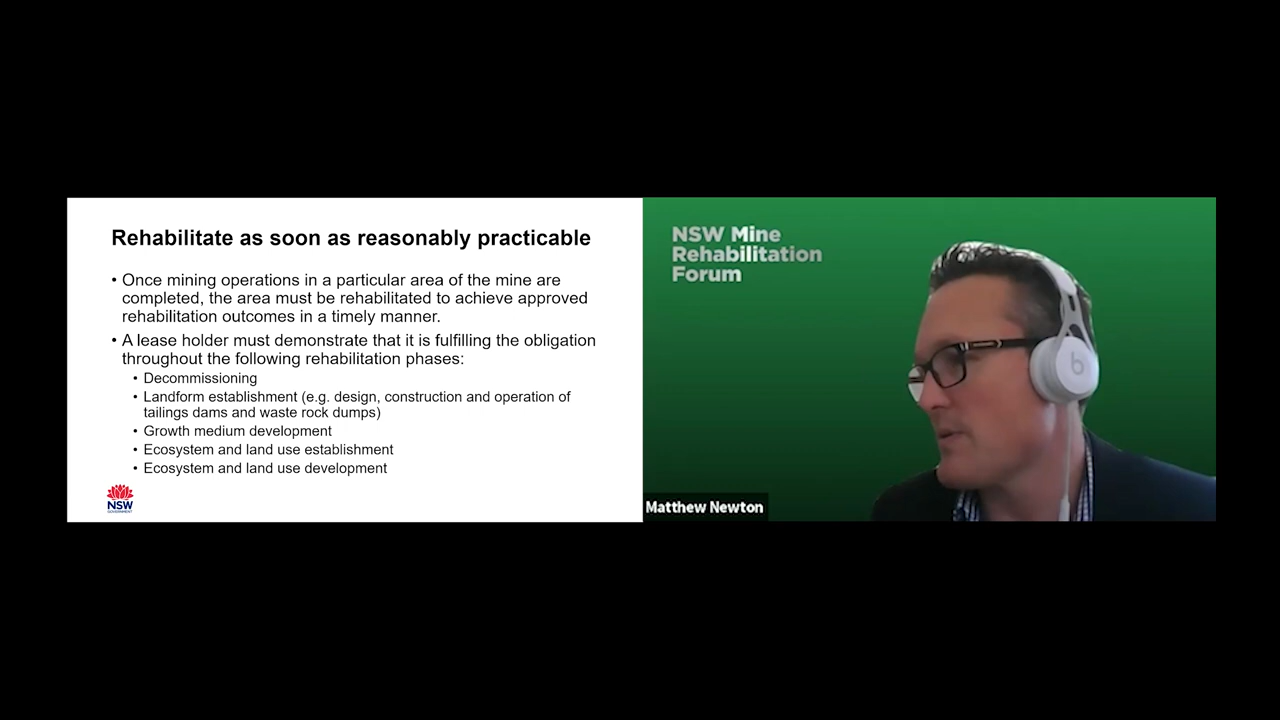 Rehabilitate as soon as reasonably practicable
• Once mining operations in a particular area of the mine are
completed, the area must be rehabilitated to achieve approved
rehabilitation outcomes in a timely manner.
• A lease holder must demonstrate that it is fulfilling the obligation
throughout the following rehabilitation phases:
• Decommissioning
• Landform establishment (e.g. design, construction and operation of
tailings dams and waste rock dumps)
• Growth medium development
• Ecosystem and land use establishment
• Ecosystem and land use development
NSW
GOVERNMENT
NSW Mine
Rehabilitation
Forum
b
Matthew Newton